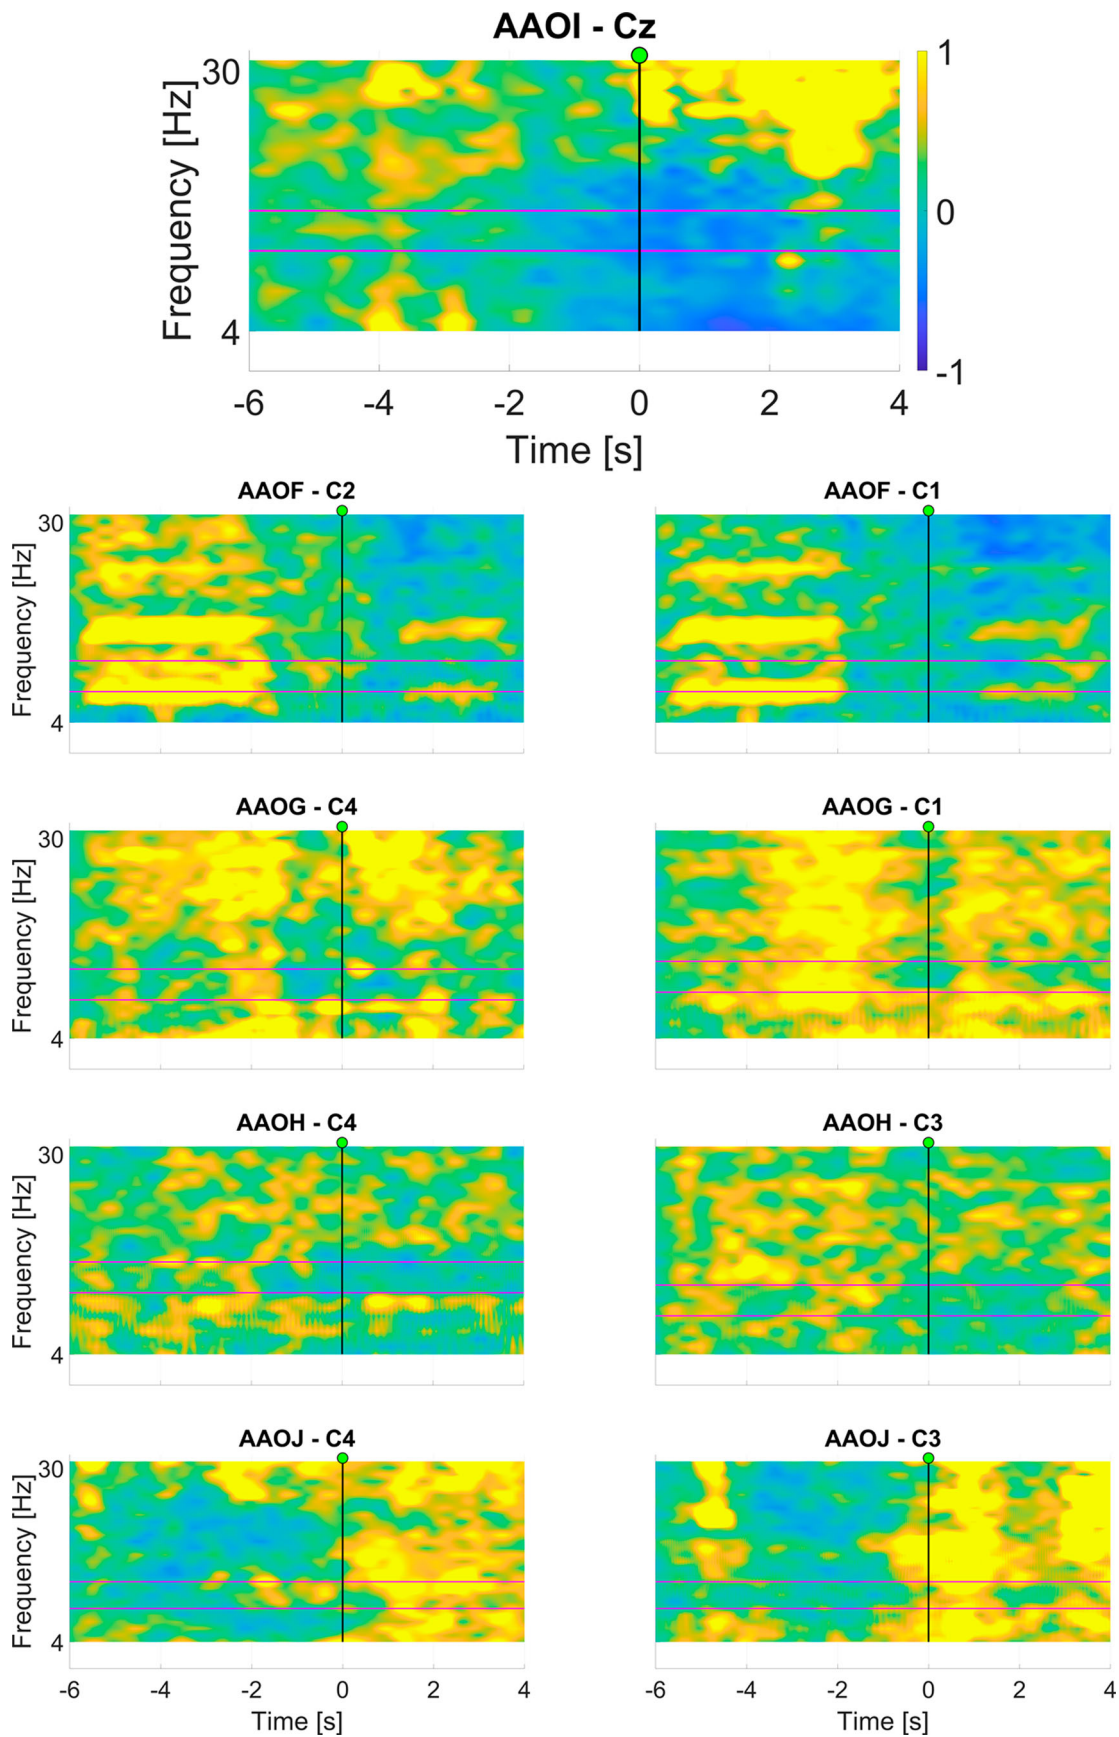 AAOI - Cz
Frequency [Hz]
30
4
1
0
-1
-6 -4 -2 0 2 4
Time [s]
AAOF - C2
Frequency [Hz]
30
4
AAOF - C1
AAOG - C4
Frequency [Hz]
30
4
AAOG - C1
AAOH - C4
Frequency [Hz]
30
4
AAOH - C3
AAOJ - C4
Frequency [Hz]
30
4
-6 -4 -2 0 2 4
Time [s]
AAOJ - C3
-6 -4 -2 0 2 4
Time [s]